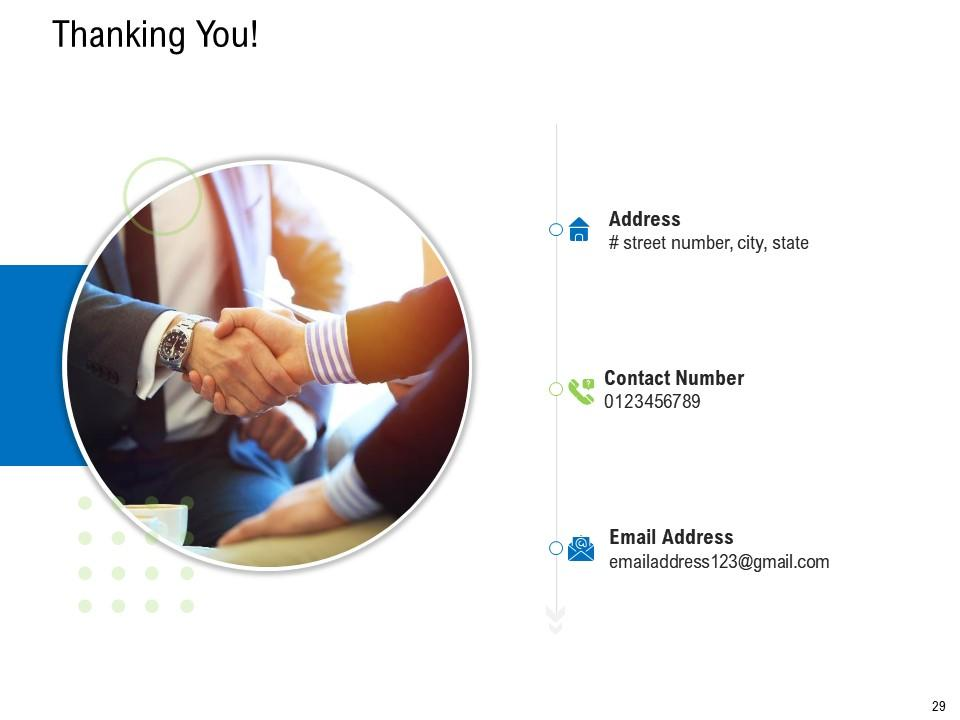 Thanking You!
Address
# street number, city, state
Contact Number
0123456789
Email Address
emailaddress123@gmail.com
29